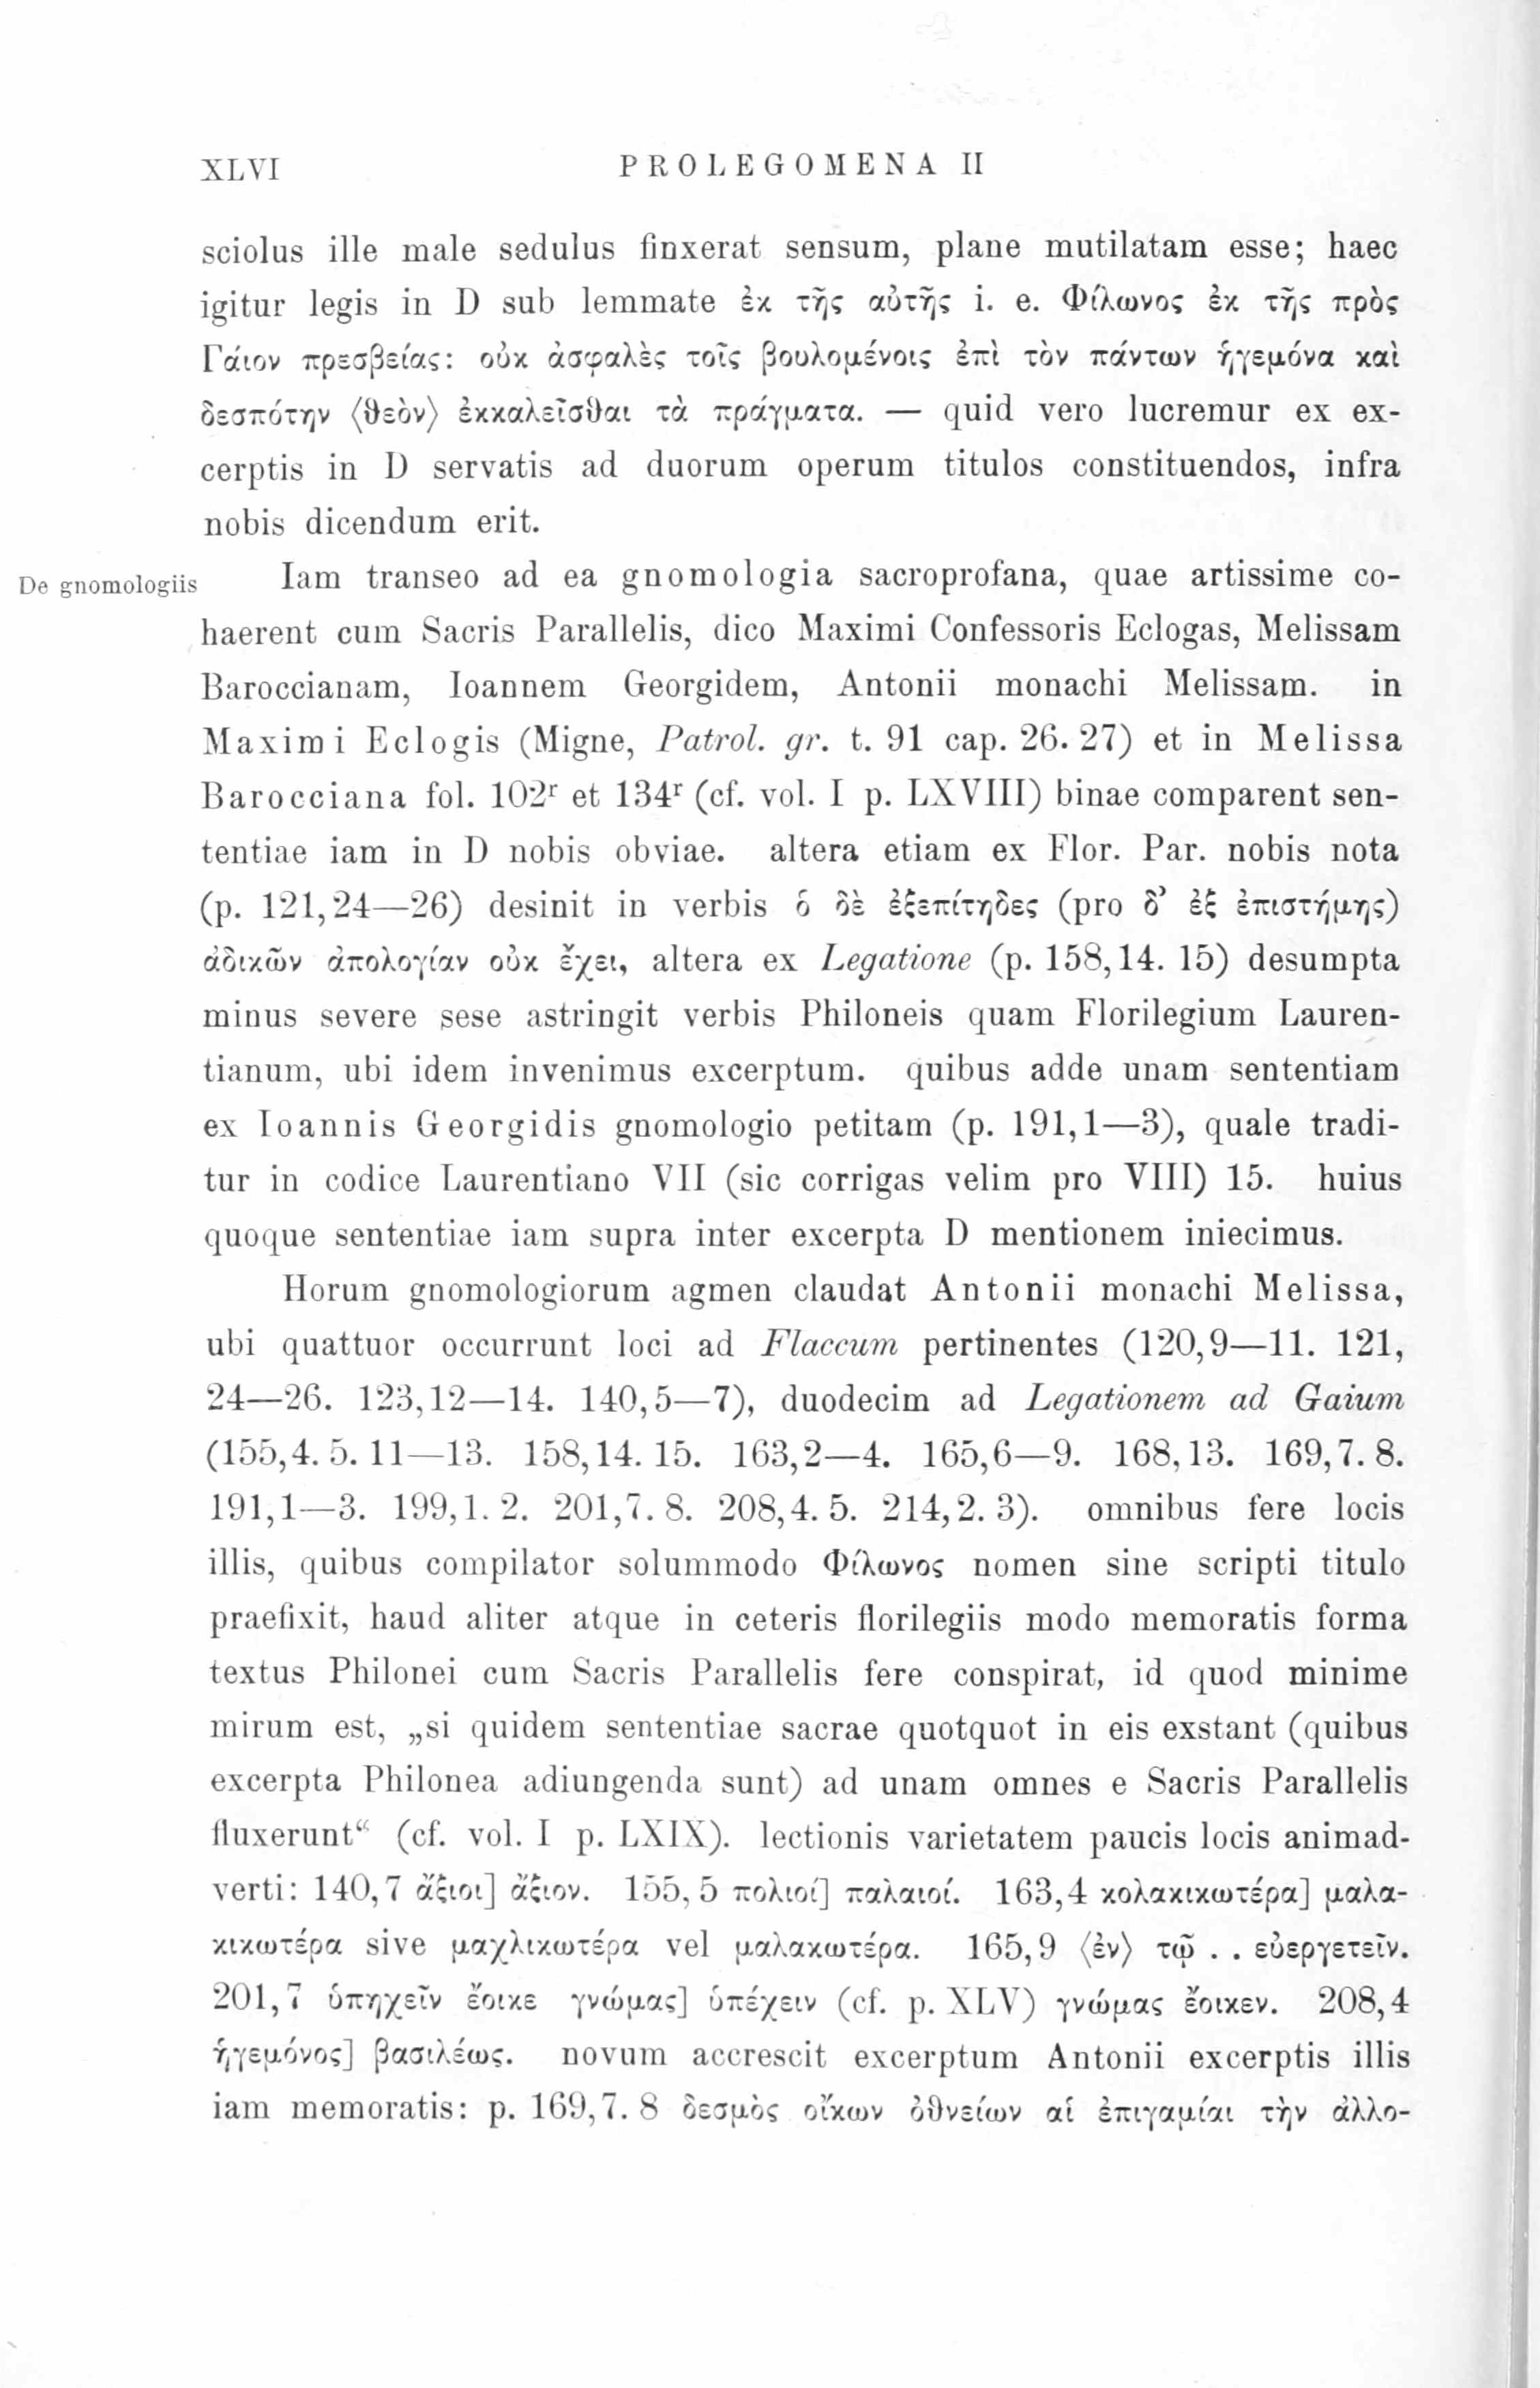 XLVI PROLEGOMENA II
sciolus ille male sedulus finxerat sensum, plane mutilatam esse; haec
igitur legis in D sub lemmate ἐκ τῆς αὐτῆς i. e. Φίλωνος ἐκ τῆς πρὸς
Γάιον πρεσβείας: οὐκ ἀσφαλὲς τοῖς βουλομένοις ἐπὶ τὸν πάντων ἡγεμόνα καὶ
δεσπότην 〈θεὸν〉 ἐκκαλεῖσθαι τὰ πράγματα. — quid vero lucremur ex ex-
cerptis in D servatis ad duorum operum titulos constituendos, infra
nobis dicendum erit.
De gnomologiis
Iam transeo ad ea gnomologia sacroprofana, quae artissime co-
haerent cum Sacris Parallelis, dico Maximi Confessoris Eclogas, Melissam
Baroccianam, Ioannem Georgidem, Antonii monachi Melissam. in
Maximi Eclogis (Migne, Patrol. gr. t. 91 cap. 26. 27) et in Melissa
Barocciana fol. 102ʳ et 134ʳ (cf. vol. I p. LXVIII) binae comparent sen-
tentiae iam in D nobis obviae. altera etiam ex Flor. Par. nobis nota
(p. 121,24—26) desinit in verbis ὁ δὲ ἐξεπίτηδες (pro δ’ ἐξ ἐπιστήμης)
ἀδικῶν ἀπολογίαν οὐκ ἔχει, altera ex Legatione (p. 158,14. 15) desumpta
minus severe sese astringit verbis Philoneis quam Florilegium Lauren-
tianum, ubi idem invenimus excerptum. quibus adde unam sententiam
ex Ioannis Georgidis gnomologio petitam (p. 191,1—3), quale tradi-
tur in codice Laurentiano VII (sic corrigas velim pro VIII) 15. huius
quoque sententiae iam supra inter excerpta D mentionem iniecimus.
Horum gnomologiorum agmen claudat Antonii monachi Melissa,
ubi quattuor occurrunt loci ad Flaccum pertinentes (120,9—11. 121,
24—26. 123,12—14. 140,5—7), duodecim ad Legationem ad Gaium
(155,4. 5. 11—13. 158,14. 15. 163,2—4. 165,6—9. 168,13. 169,7. 8.
191,1—3. 199,1. 2. 201,7. 8. 208,4. 5. 214,2. 3). omnibus fere locis
illis, quibus compilator solummodo Φίλωνος nomen sine scripti titulo
praefixit, haud aliter atque in ceteris florilegiis modo memoratis forma
textus Philonei cum Sacris Parallelis fere conspirat, id quod minime
mirum est, „si quidem sententiae sacrae quotquot in eis exstant (quibus
excerpta Philonea adiungenda sunt) ad unam omnes e Sacris Parallelis
fluxerunt“ (cf. vol. I p. LXIX). lectionis varietatem paucis locis animad-
verti: 140,7 ἄξιοι] ἄξιον. 155, 5 πολιοί] παλαιοί. 163,4 κολακικωτέρα] μαλα-
κικωτέρα sive μαχλικωτέρα vel μαλακωτέρα. 165,9 〈ἐν〉 τῷ . . εὐεργετεῖν.
201,7 ὑπηχεῖν ἔοικε γνώμας] ὑπέχειν (cf. p. XLV) γνώμας ἔοικεν. 208,4
ἡγεμόνος] βασιλέως. novum accrescit excerptum Antonii excerptis illis
iam memoratis: p. 169,7. 8 δεσμὸς οἴκων ὀθνείων αἱ ἐπιγαμίαι τὴν ἀλλο-